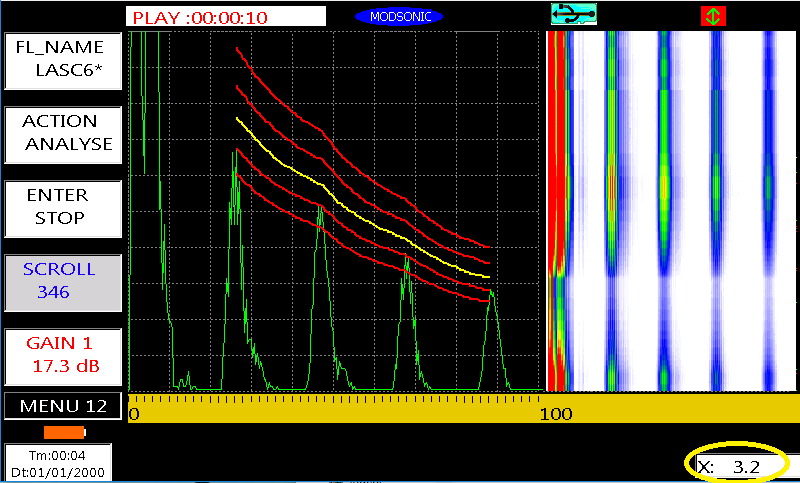 PLAY :00:00:10
MODSONIC
FL_NAME
LASC6*
ACTION
ANALYSE
ENTER
STOP
SCROLL
346
GAIN 1
17.3 dB
MENU 12
0
100
Tm:00:04
Dt:01/01/2000
X: 3.2